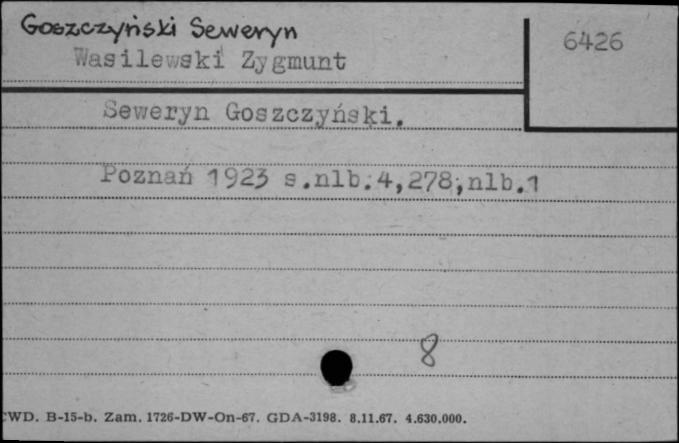 Goszczyński Seweryn
Wasilewski Zygmunt
6426
Seweryn Goszczyński.
Poznań 1923 s.nlb.4,278,nlb.1
8
CWD. B-15-b. Zam. 1726-DW-On-67. GDA-3198. 8.11.67. 4.630.000.